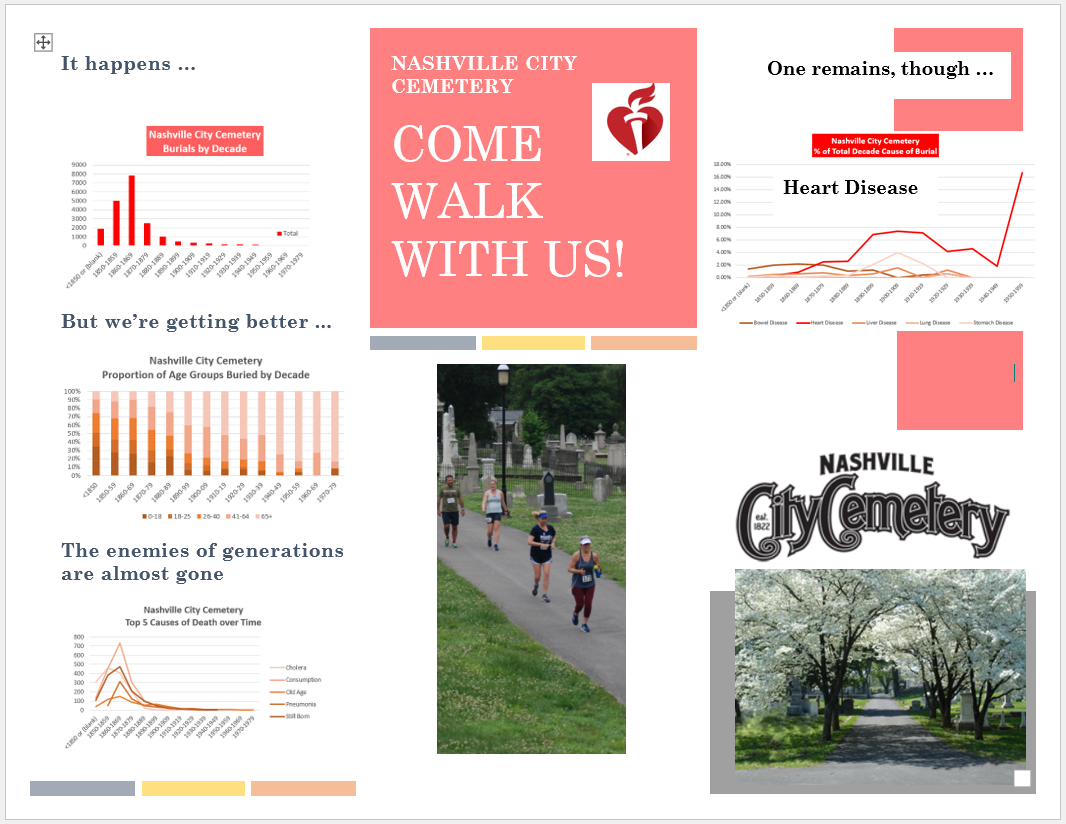 It happens ...
Nashville City Cemetery
Burials by Decade
9000
8000
7000
6000
5000
4000
3000
2000
1000
0
Total
<1850 or (blank)
1850-1859
1860-1869
1870-1879
1880-1889
1890-1899
1900-1909
1910-1919
1920-1929
1930-1939
1940-1949
1950-1959
1960-1969
1970-1979
But we're getting better ...
Nashville City Cemetery
Proportion of Age Groups Buried by Decade
100%
90%
80%
70%
60%
50%
40%
30%
20%
10%
0%
<1850
1850-59
1860-69
1870-79
1880-89
1890-99
1900-09
1910-19
1920-29
1930-39
1940-49
1950-59
1960-69
1970-79
0-18 18-25 26-40 41-64 65+
The enemies of generations
are almost gone
Nashville City Cemetery
Top 5 Causes of Death over Time
800
700
600
500
400
300
200
100
0
<1850 or (blank)
1850-1859
1860-1869
1870-1879
1880-1889
1890-1899
1900-1909
1910-1919
1920-1929
1930-1939
1940-1949
1950-1959
1960-1969
1970-1979
Cholera
Consumption
Old Age
Pneumonia
Still Born
NASHVILLE CITY
CEMETERY
COME
WALK
WITH US!
One remains, though ...
Nashville City Cemetery
% of Total Decade Cause of Burial
Heart Disease
18.00%
16.00%
14.00%
12.00%
10.00%
8.00%
6.00%
4.00%
2.00%
0.00%
<1850 or (blank)
1850-1859
1860-1869
1870-1879
1880-1889
1890-1899
1900-1909
1910-1919
1920-1929
1930-1939
1940-1949
1950-1959
Bowel Disease Heart Disease Liver Disease Lung Disease Stomach Disease
NASHVILLE
est.
1822
City Cemetery